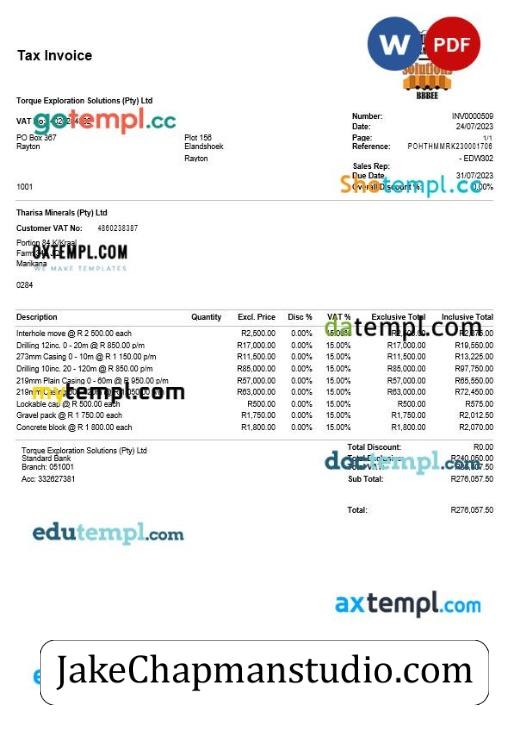 W PDF
Tax Invoice
Solutions
BBBEE
Torque Exploration Solutions (Pty) Ltd
VAT No:
gotempl.cc
PO Box 367
Rayton
Plot 156
Elandshoek
Rayton
1001
Number: INV0000509
Date: 24/07/2023
Page: 1/1
Reference: POHTHMMRK230001706
- EDW302
Sales Rep:
Due Date 31/07/2023
Overall Discount %: 0.00%
Shotempl.cc
Tharisa Minerals (Pty) Ltd
Customer VAT No: 4860238387
Portion 84 K/Kraal
Farm
Marikana
OXTEMPL.COM
WE MAKE TEMPLATES
0284
Description Quantity Excl. Price Disc % VAT % Exclusive Total Inclusive Total
Interhole move @ R 2 500.00 each R2,500.00 0.00% 15.00% R2,500.00 R2,875.00
datempl.com
Drilling 12inc. 0 - 20m @ R 850.00 p/m R17,000.00 0.00% 15.00% R17,000.00 R19,550.00
273mm Casing 0 - 10m @ R 1 150.00 p/m R11,500.00 0.00% 15.00% R11,500.00 R13,225.00
Drilling 10inc. 20 - 120m @ R 850.00 p/m R85,000.00 0.00% 15.00% R85,000.00 R97,750.00
219mm Plain Casing 0 - 60m @ R 950.00 p/m R57,000.00 0.00% 15.00% R57,000.00 R65,550.00
219mm R63,000.00 0.00% 15.00% R63,000.00 R72,450.00
mytempl.com
Lockable cap @ R 500.00 each R500.00 0.00% 15.00% R500.00 R575.00
Gravel pack @ R 1 750.00 each R1,750.00 0.00% 15.00% R1,750.00 R2,012.50
Concrete blook @ R 1 800.00 each R1,800.00 0.00% 15.00% R1,800.00 R2,070.00
Torque Exploration Solutions (Pty) Ltd
Standard Bank
Branch: 051001
Acc: 332627381
Total Discount: R0.00
Total Exclusive: R240,050.00
doctempl.com
Sub Total: R276,057.50
Total: R276,057.50
edutempl.com
axtempl.com
JakeChapmanstudio.com